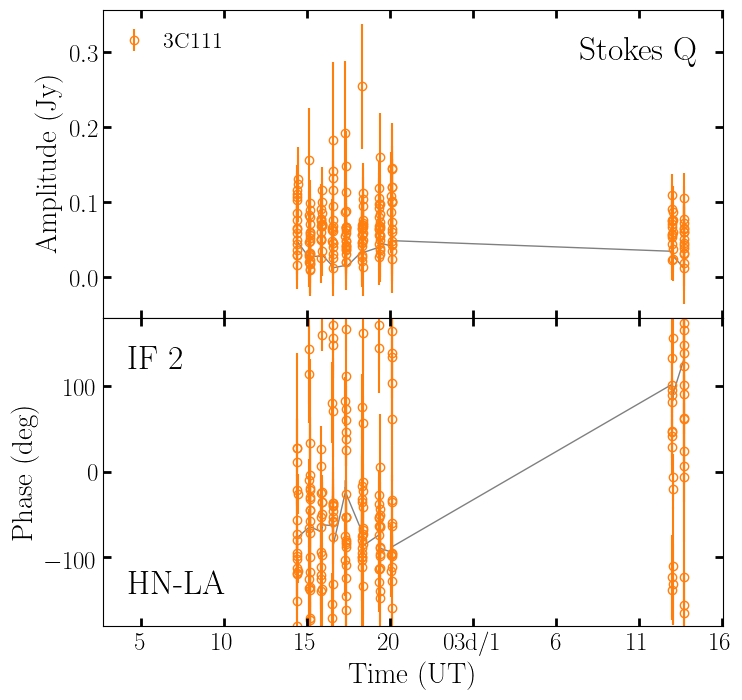 3C111
Stokes Q
0.3
0.2
0.1
0.0
Amplitude (Jy)
IF 2
100
0
−100
Phase (deg)
HN-LA
5 10 15 20 03d/1 6 11 16
Time (UT)